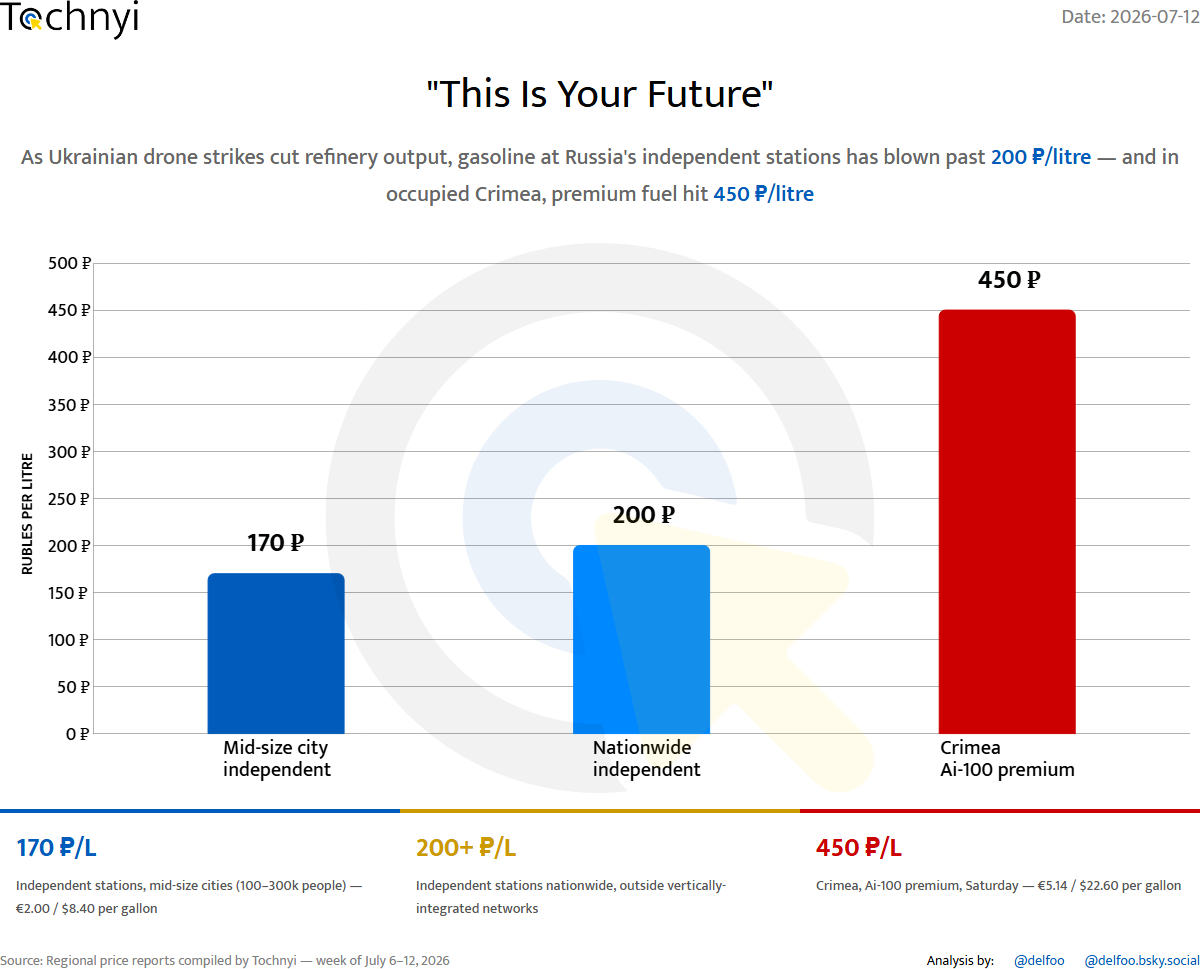 Tochnyi
Date: 2026-07-12
"This Is Your Future"
As Ukrainian drone strikes cut refinery output, gasoline at Russia's independent stations has blown past 200 ₽/litre — and in
occupied Crimea, premium fuel hit 450 ₽/litre
500 ₽
450 ₽
400 ₽
350 ₽
300 ₽
250 ₽
200 ₽
150 ₽
100 ₽
50 ₽
0 ₽
RUBLES PER LITRE
170 ₽
200 ₽
450 ₽
Mid-size city
independent
Nationwide
independent
Crimea
Ai-100 premium
170 ₽/L
Independent stations, mid-size cities (100–300k people) —
€2.00 / $8.40 per gallon
200+ ₽/L
Independent stations nationwide, outside vertically-
integrated networks
450 ₽/L
Crimea, Ai-100 premium, Saturday — €5.14 / $22.60 per gallon
Source: Regional price reports compiled by Tochnyi — week of July 6–12, 2026
Analysis by: @delfoo @delfoo.bsky.social